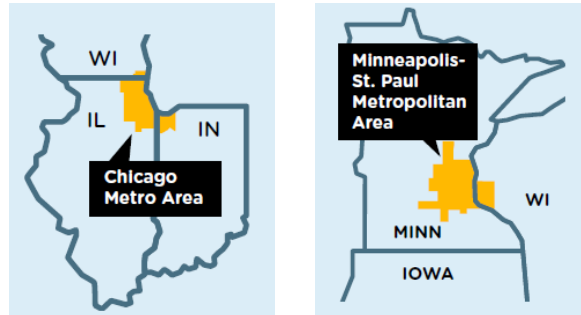 WI
IL
IN
Chicago
Metro Area
Minneapolis-
St. Paul
Metropolitan
Area
WI
MINN
IOWA